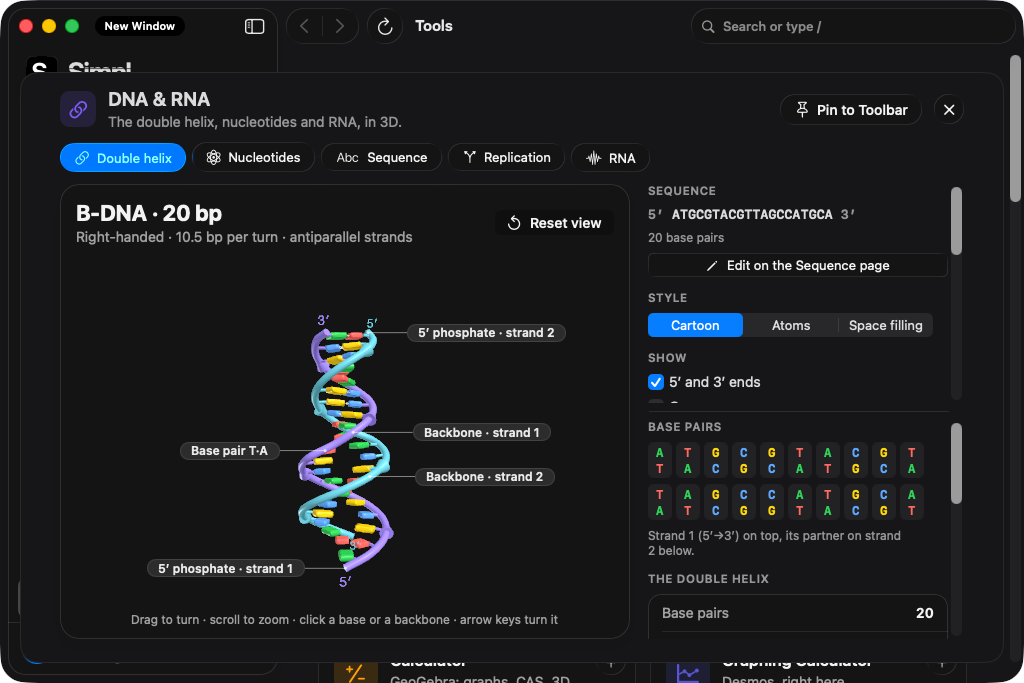 New Window
Tools
Search or type /
Simpl
DNA & RNA
The double helix, nucleotides and RNA, in 3D.
Pin to Toolbar
Double helix
Nucleotides
Abc Sequence
Replication
RNA
B-DNA · 20 bp
Right-handed · 10.5 bp per turn · antiparallel strands
Reset view
3′
5′
5′ phosphate · strand 2
Backbone · strand 1
Base pair T·A
Backbone · strand 2
3′
5′ phosphate · strand 1
5′
Drag to turn · scroll to zoom · click a base or a backbone · arrow keys turn it
SEQUENCE
5′ ATGCGTACGTTAGCCATGCA 3′
20 base pairs
Edit on the Sequence page
STYLE
Cartoon
Atoms
Space filling
SHOW
5′ and 3′ ends
BASE PAIRS
A T G C G T A C G T
T A C G C A T G C A
T A G C C A T G C A
A T C G G T A C G T
Strand 1 (5′→3′) on top, its partner on strand
2 below.
THE DOUBLE HELIX
Base pairs
20
Calculator
GeoGebra: graphs, CAS, 3D
Graphing Calculator
Desmos, right here